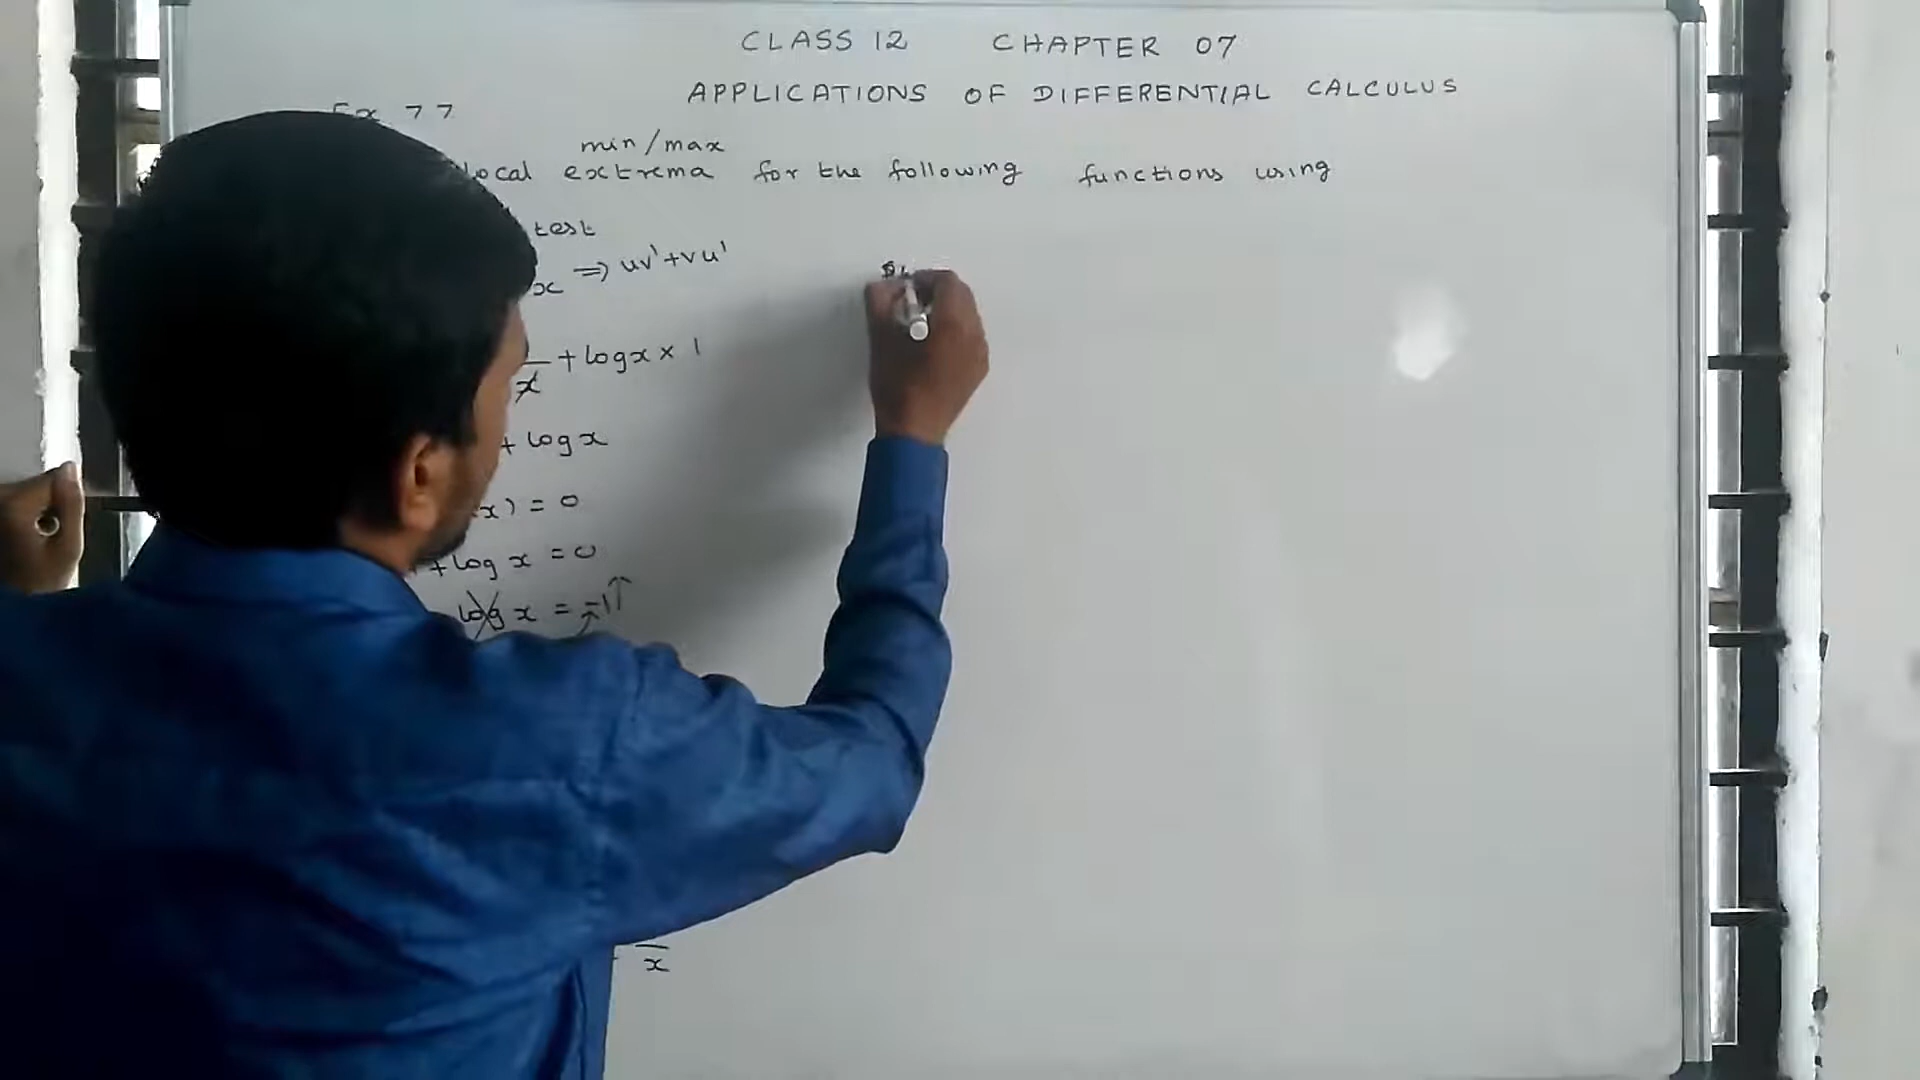 CLASS 12 CHAPTER 07
APPLICATIONS OF DIFFERENTIAL CALCULUS
Ex 7.7
min/max
local extrema for the following functions using
test
x ⇒ uv'+vu'
x + log x × 1
+ log x
x) = 0
+ log x = 0
log x = -1
x